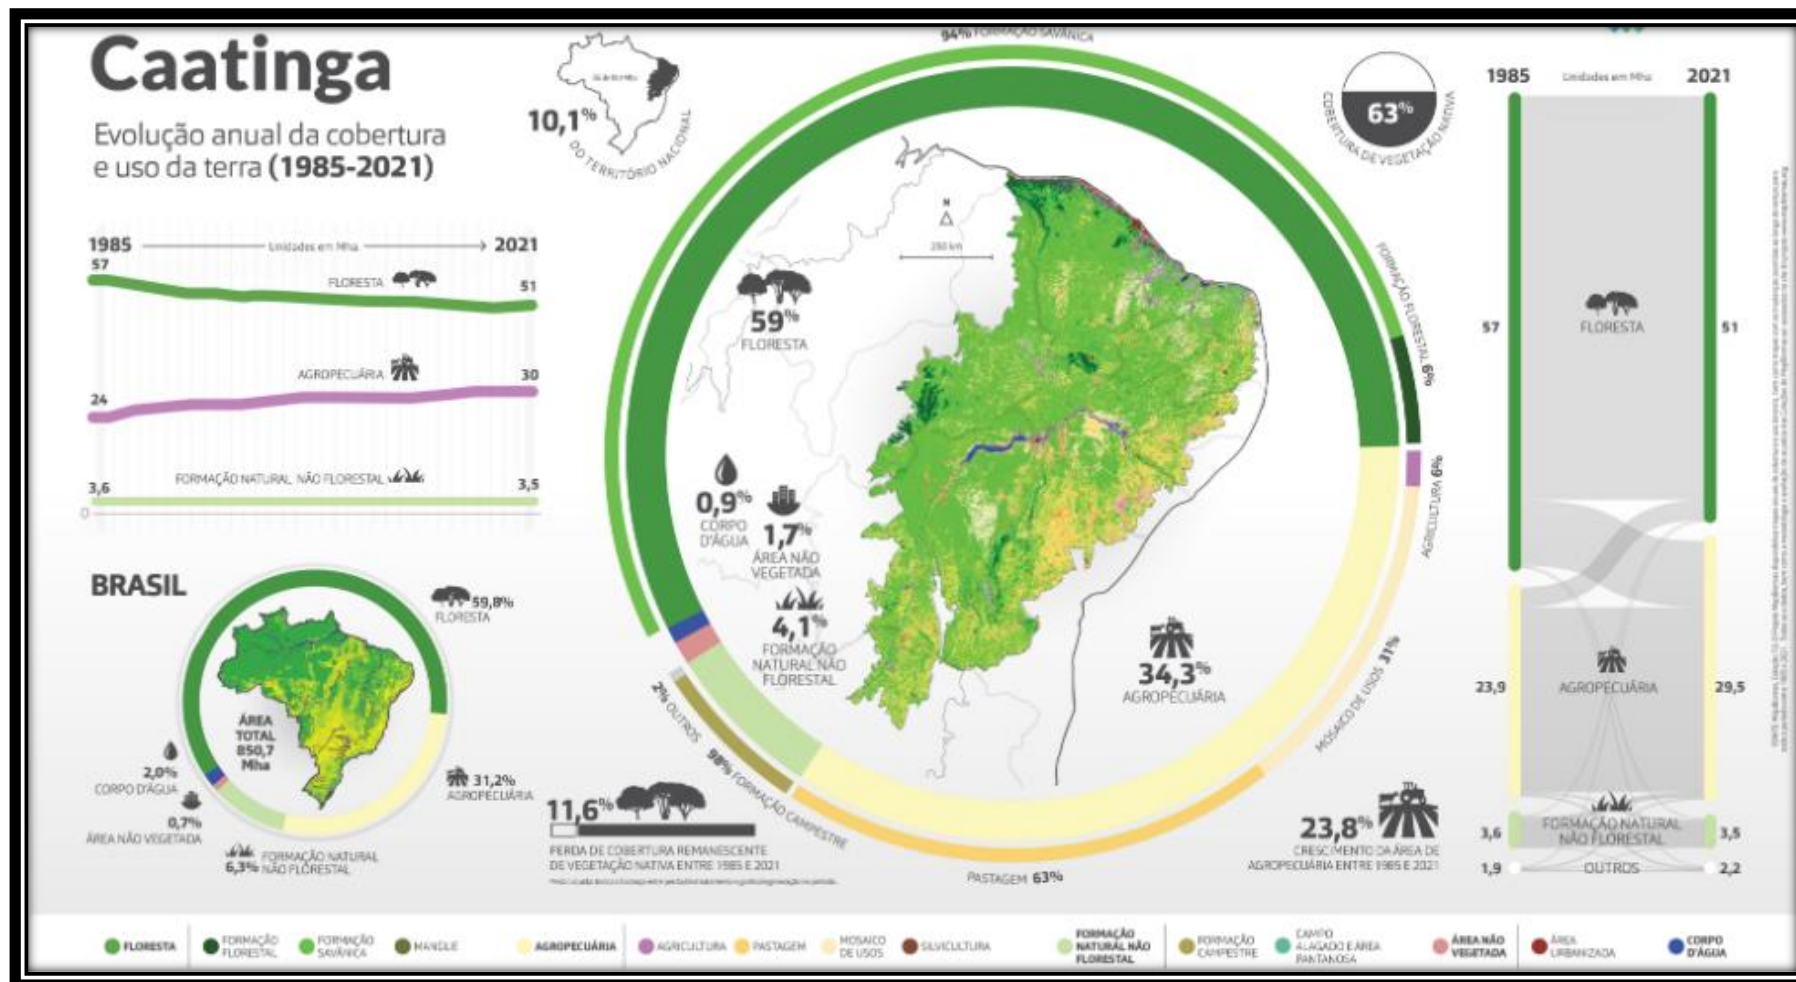 Caatinga
Evolução anual da cobertura
e uso da terra (1985-2021)
10,1%
DO TERRITÓRIO NACIONAL
94% FORMAÇÃO SAVÂNICA
63%
COBERTURA DE VEGETAÇÃO NATIVA
1985 Unidades em Mha 2021
57
FLORESTA
51
AGROPECUÁRIA
30
24
FORMAÇÃO NATURAL NÃO FLORESTAL
3,6
3,5
0
BRASIL
59,8%
FLORESTA
ÁREA
TOTAL
850,7
Mha
2,0%
CORPO D'ÁGUA
31,2%
AGROPECUÁRIA
0,7%
ÁREA NÃO VEGETADA
6,3%
FORMAÇÃO NATURAL
NÃO FLORESTAL
N
59%
FLORESTA
0,9%
CORPO
D'ÁGUA
1,7%
ÁREA NÃO
VEGETADA
4,1%
FORMAÇÃO
NATURAL NÃO
FLORESTAL
34,3%
AGROPECUÁRIA
FORMAÇÃO FLORESTAL 6%
AGRICULTURA 6%
MOSAICO DE USOS 31%
PASTAGEM 63%
98% FORMAÇÃO CAMPESTRE
2% OUTROS
11,6%
PERDA DE COBERTURA REMANESCENTE
DE VEGETAÇÃO NATIVA ENTRE 1985 E 2021
23,8%
CRESCIMENTO DA ÁREA DE
AGROPECUÁRIA ENTRE 1985 E 2021
1985 Unidades em Mha 2021
57 FLORESTA 51
23,9 AGROPECUÁRIA 29,5
3,6 FORMAÇÃO NATURAL
NÃO FLORESTAL 3,5
1,9 OUTROS 2,2
FLORESTA
FORMAÇÃO
FLORESTAL
FORMAÇÃO
SAVÂNICA
MANGUE
AGROPECUÁRIA
AGRICULTURA
PASTAGEM
MOSAICO
DE USOS
SILVICULTURA
FORMAÇÃO
NATURAL NÃO
FLORESTAL
FORMAÇÃO
CAMPESTRE
CAMPO
ALAGADO E ÁREA
PANTANOSA
ÁREA NÃO
VEGETADA
ÁREA
URBANIZADA
CORPO
D'ÁGUA